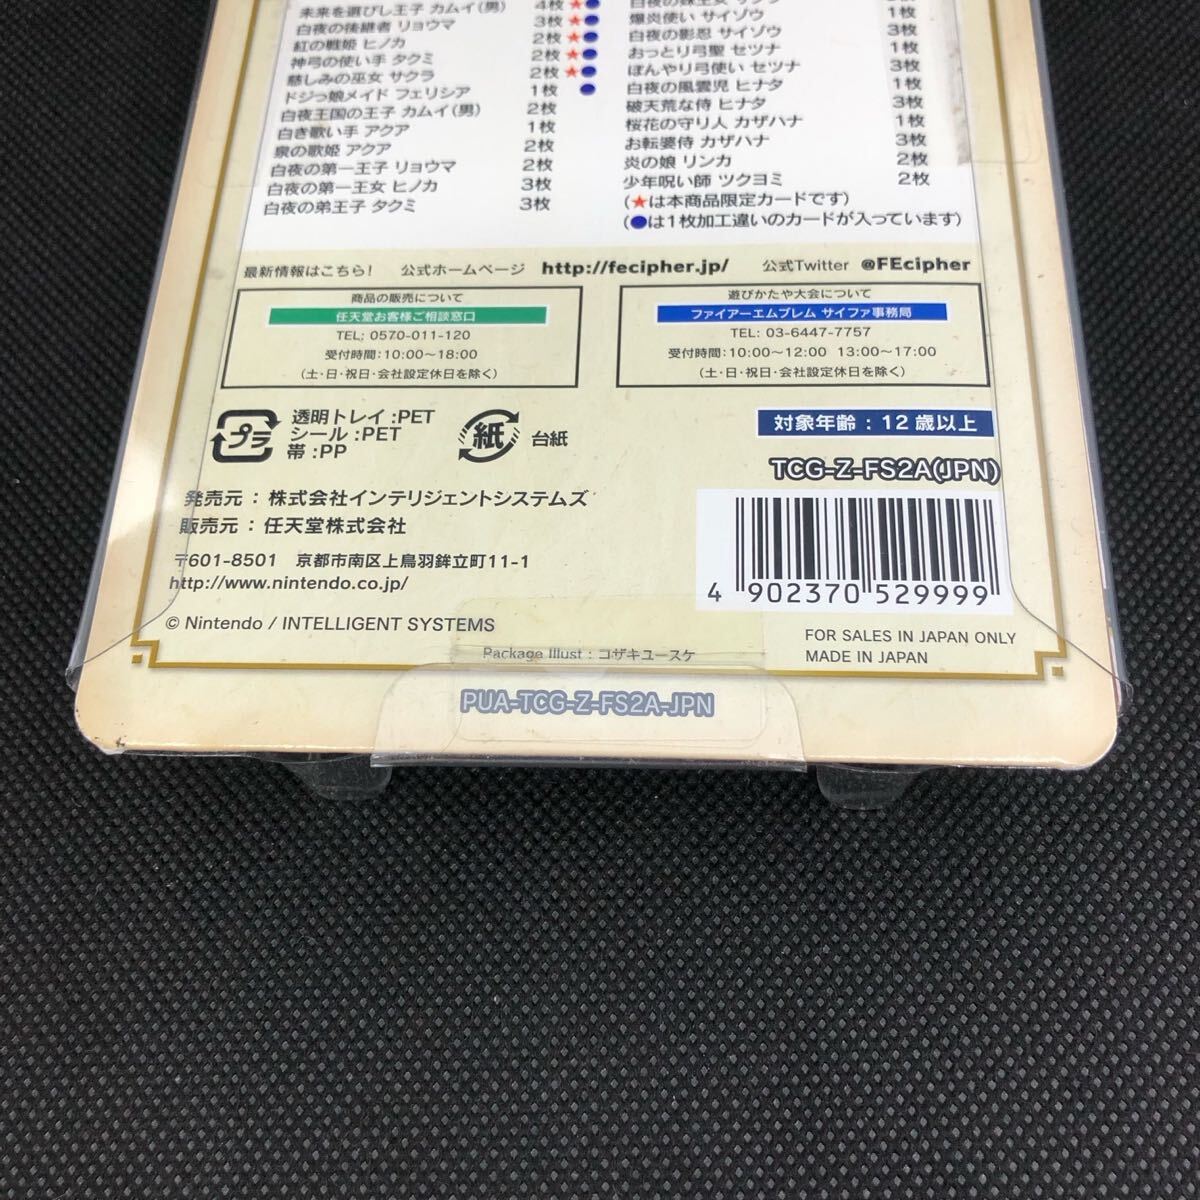 未来を選びし王子 カムイ(男) 4枚★●
白夜の後継者 リョウマ 3枚★●
紅の戦姫 ヒノカ 2枚★●
神弓の使い手 タクミ 2枚★●
慈しみの巫女 サクラ 2枚★●
ドジっ娘メイド フェリシア 1枚 ●
白夜王国の王子 カムイ(男) 2枚
白き歌い手 アクア 1枚
泉の歌姫 アクア 2枚
白夜の第一王子 リョウマ 2枚
白夜の第一王女 ヒノカ 3枚
白夜の弟王子 タクミ 3枚
爆炎使い サイゾウ 1枚
白夜の影忍 サイゾウ 3枚
おっとり弓聖 セツナ 1枚
ぼんやり弓使い セツナ 3枚
白夜の風雲児 ヒナタ 1枚
破天荒な侍 ヒナタ 3枚
桜花の守り人 カザハナ 1枚
お転婆侍 カザハナ 3枚
炎の娘 リンカ 2枚
少年呪い師 ツクヨミ 2枚
(★は本商品限定カードです)
(●は1枚加工違いのカードが入っています)
最新情報はこちら! 公式ホームページ http://fecipher.jp/ 公式Twitter @FEcipher
商品の販売について
任天堂お客様ご相談窓口
TEL: 0570-011-120
受付時間:10:00~18:00
(土・日・祝日・会社設定休日を除く)
遊びかたや大会について
ファイアーエムブレム サイファ事務局
TEL: 03-6447-7757
受付時間:10:00~12:00 13:00~17:00
(土・日・祝日・会社設定休日を除く)
プラ
透明トレイ:PET
シール:PET
帯:PP
紙
台紙
対象年齢:12歳以上
TCG-Z-FS2A(JPN)
発売元:株式会社インテリジェントシステムズ
販売元:任天堂株式会社
〒601-8501 京都市南区上鳥羽鉾立町11-1
http://www.nintendo.co.jp/
4 902370 529999
© Nintendo / INTELLIGENT SYSTEMS
FOR SALES IN JAPAN ONLY
MADE IN JAPAN
Package Illust:コザキユースケ
PUA-TCG-Z-FS2A-JPN